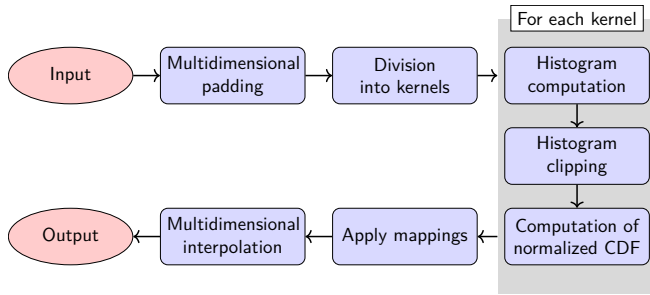 For each kernel
Input
Multidimensional
padding
Division
into kernels
Histogram
computation
Histogram
clipping
Computation of
normalized CDF
Apply mappings
Multidimensional
interpolation
Output